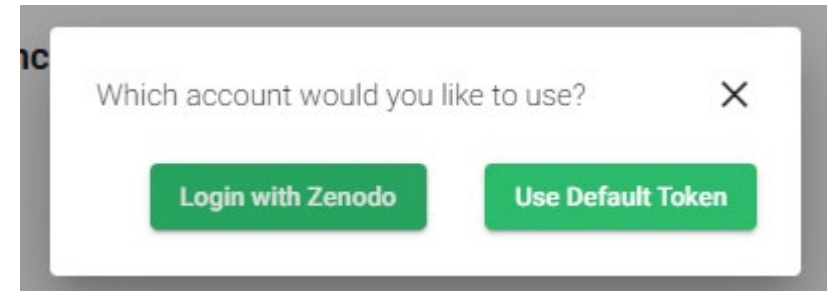 Which account would you like to use?
Login with Zenodo
Use Default Token